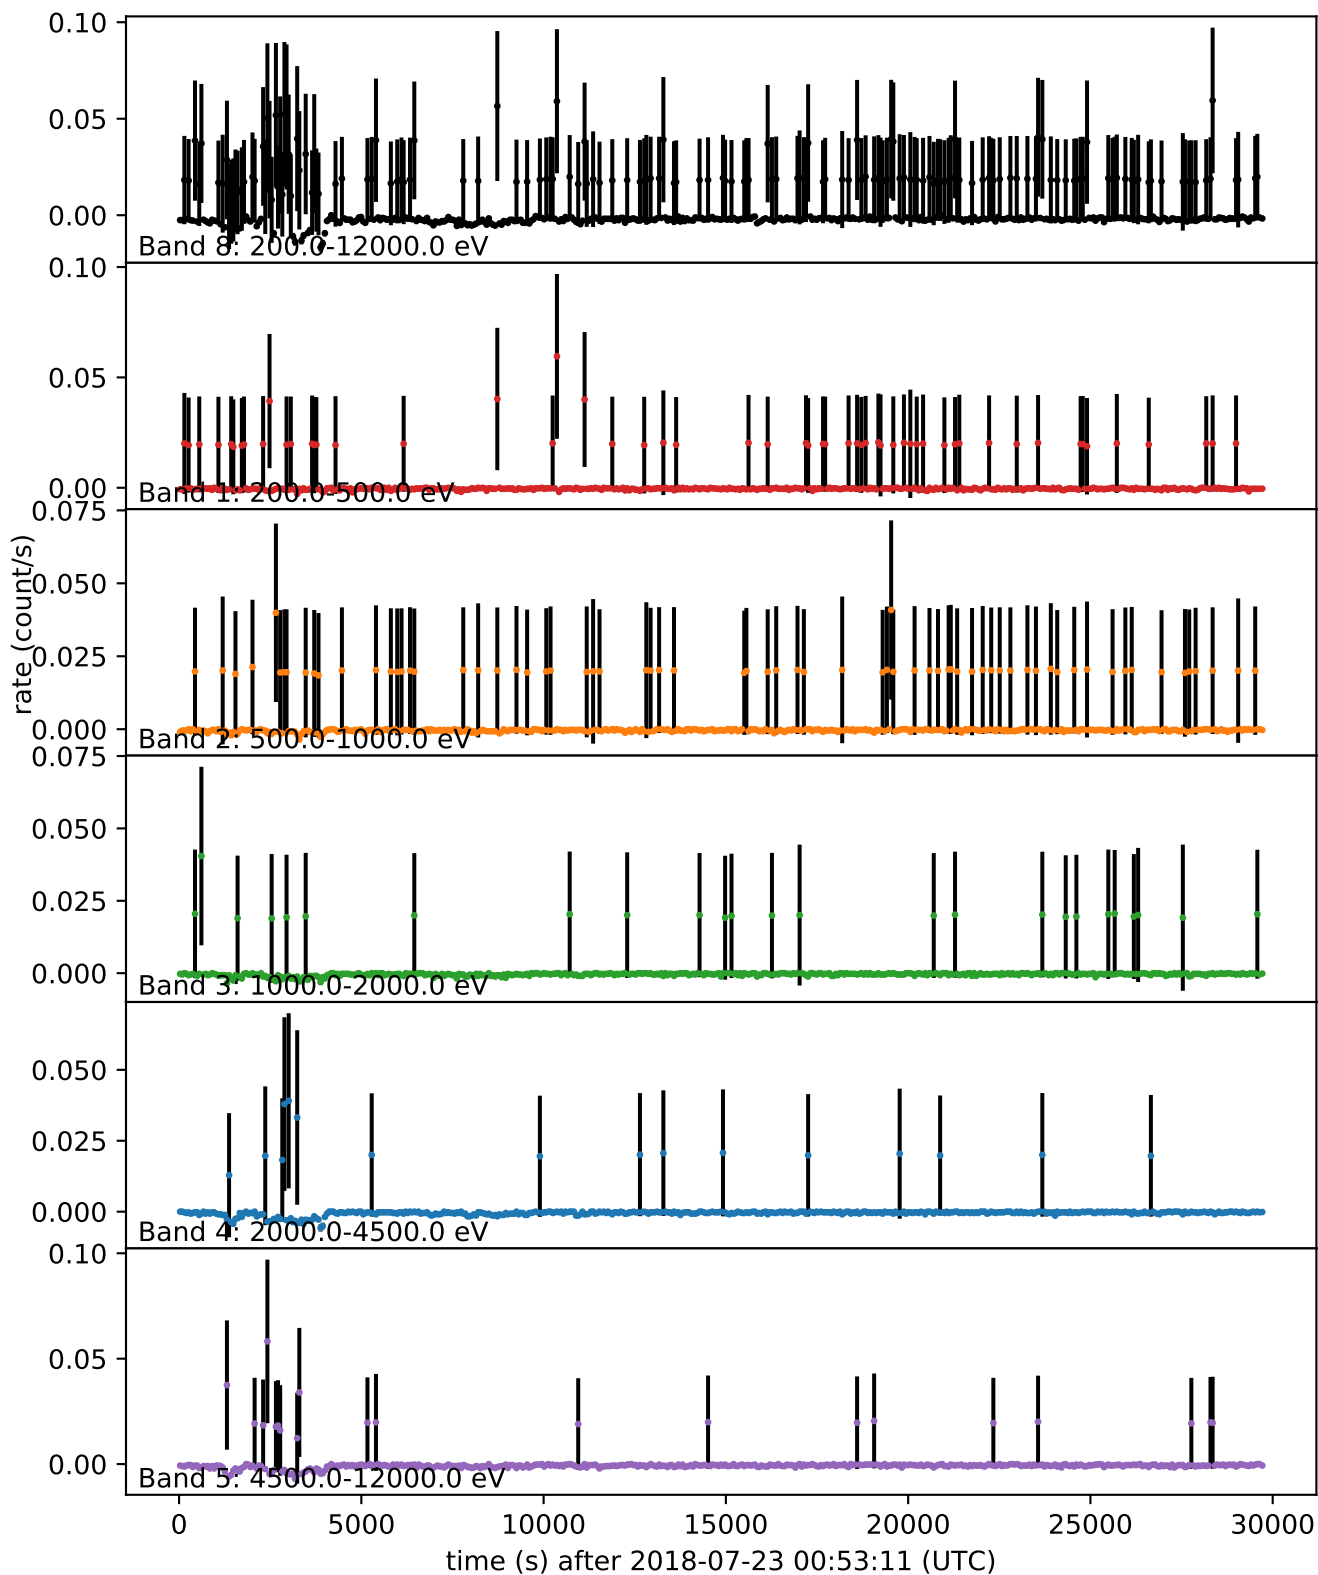 0.10
0.05
0.00
Band 8: 200.0-12000.0 eV
0.10
0.05
0.00
Band 1: 200.0-500.0 eV
0.075
0.050
0.025
0.000
Band 2: 500.0-1000.0 eV
rate (count/s)
0.075
0.050
0.025
0.000
Band 3: 1000.0-2000.0 eV
0.050
0.025
0.000
Band 4: 2000.0-4500.0 eV
0.10
0.05
0.00
Band 5: 4500.0-12000.0 eV
0 5000 10000 15000 20000 25000 30000
time (s) after 2018-07-23 00:53:11 (UTC)